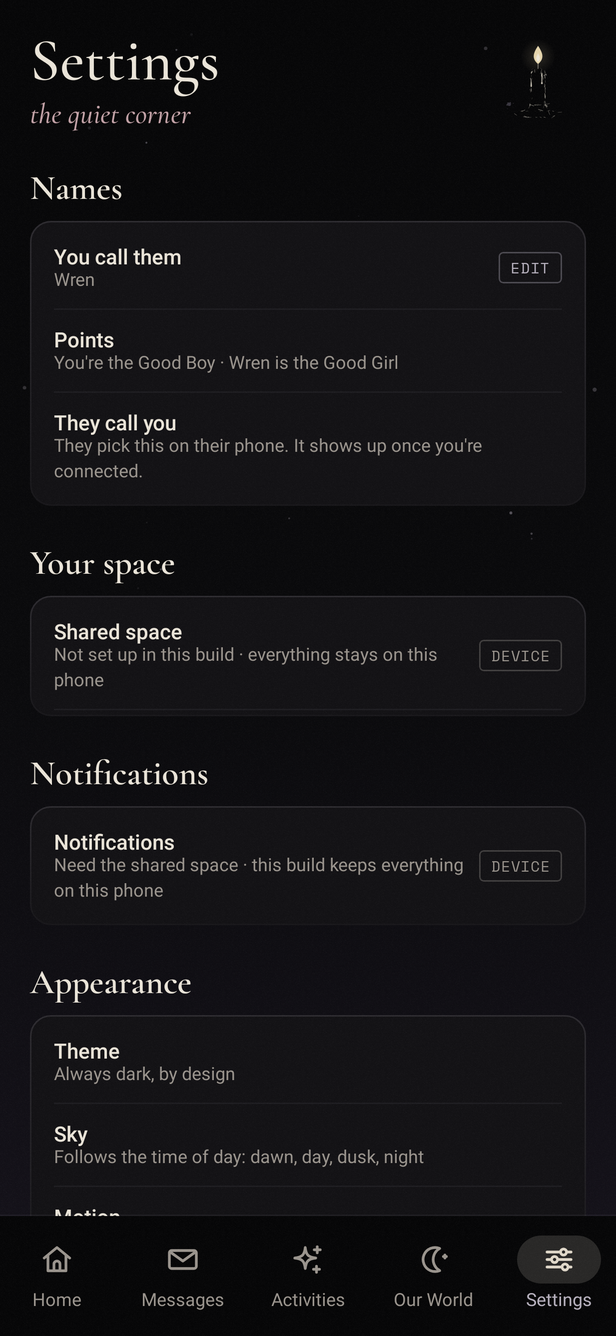 Settings
the quiet corner
Names
You call them
Wren
EDIT
Points
You're the Good Boy · Wren is the Good Girl
They call you
They pick this on their phone. It shows up once you're
connected.
Your space
Shared space
Not set up in this build · everything stays on this
phone
DEVICE
Notifications
Notifications
Need the shared space · this build keeps everything
on this phone
DEVICE
Appearance
Theme
Always dark, by design
Sky
Follows the time of day: dawn, day, dusk, night
Motion
Home
Messages
Activities
Our World
Settings